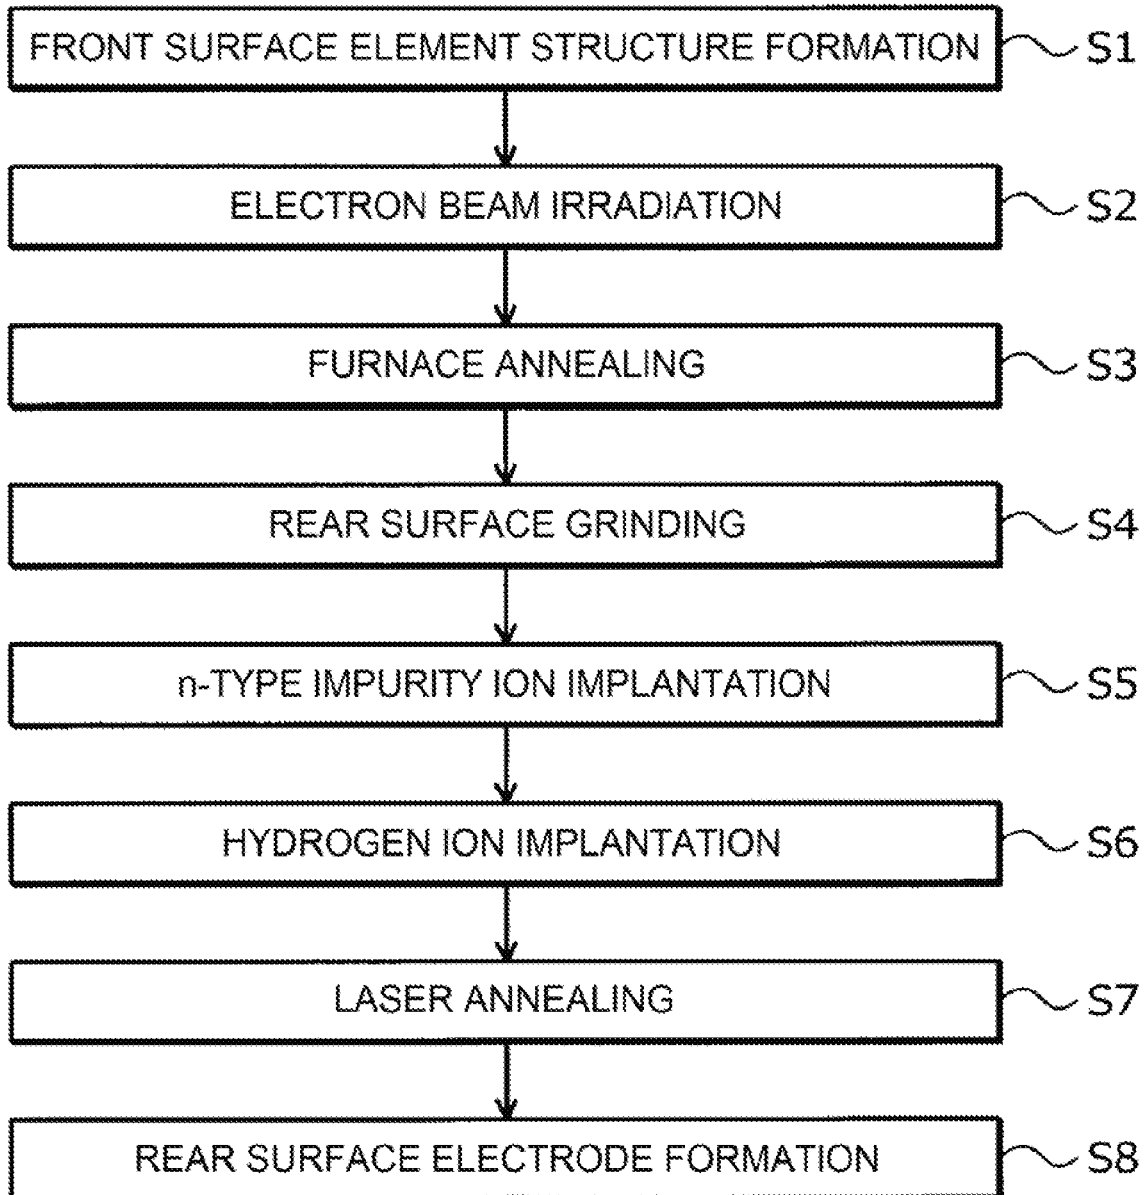 FRONT SURFACE ELEMENT STRUCTURE FORMATION S1
ELECTRON BEAM IRRADIATION S2
FURNACE ANNEALING S3
REAR SURFACE GRINDING S4
n-TYPE IMPURITY ION IMPLANTATION S5
HYDROGEN ION IMPLANTATION S6
LASER ANNEALING S7
REAR SURFACE ELECTRODE FORMATION S8